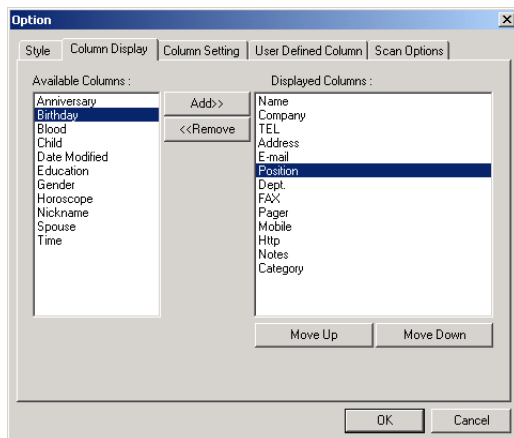 Option
Style Column Display Column Setting User Defined Column Scan Options
Available Columns :
Anniversary
Birthday
Blood
Child
Date Modified
Education
Gender
Horoscope
Nickname
Spouse
Time
Add>>
<<Remove
Displayed Columns :
Name
Company
TEL
Address
E-mail
Position
Dept.
FAX
Pager
Mobile
Http
Notes
Category
Move Up Move Down
OK Cancel